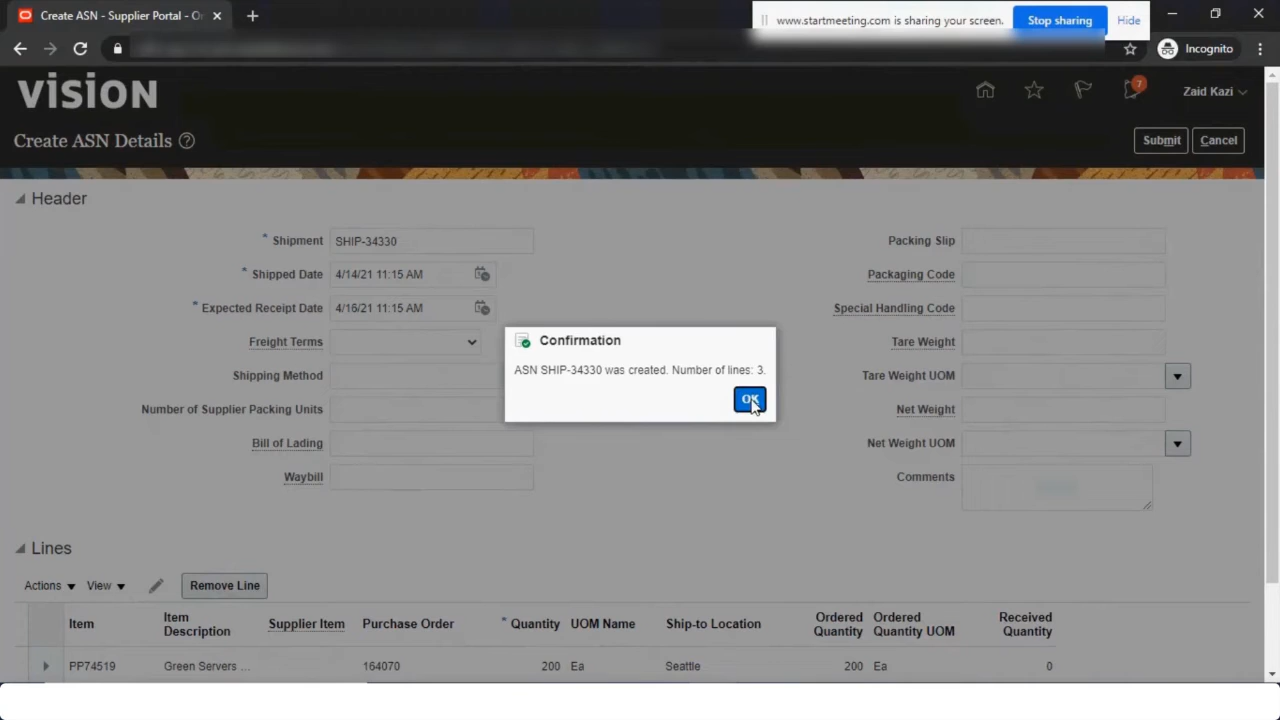 Create ASN - Supplier Portal - Or
www.startmeeting.com is sharing your screen.
Stop sharing
Hide
Incognito
vision
Zaid Kazi
7
Create ASN Details
Submit
Cancel
Header
* Shipment SHIP-34330
* Shipped Date 4/14/21 11:15 AM
* Expected Receipt Date 4/16/21 11:15 AM
Freight Terms
Shipping Method
Number of Supplier Packing Units
Bill of Lading
Waybill
Packing Slip
Packaging Code
Special Handling Code
Tare Weight
Tare Weight UOM
Net Weight
Net Weight UOM
Comments
Confirmation
ASN SHIP-34330 was created. Number of lines: 3.
OK
Lines
Actions View Remove Line
Item Item Description Supplier Item Purchase Order * Quantity UOM Name Ship-to Location Ordered Quantity Ordered Quantity UOM Received Quantity
PP74519 Green Servers ... 164070 200 Ea Seattle 200 Ea 0